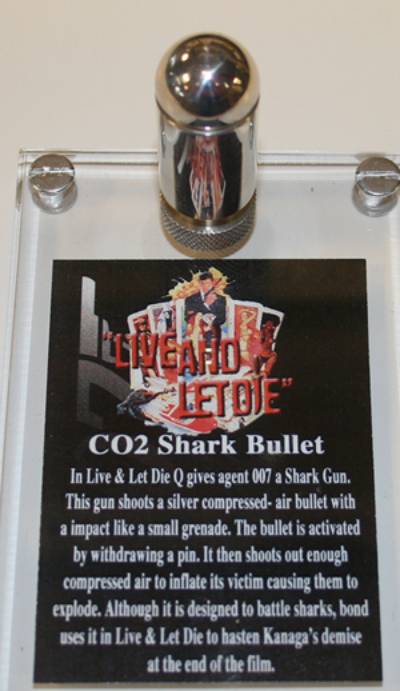 "LIVE AND
LET DIE"
CO2 Shark Bullet
In Live & Let Die Q gives agent 007 a Shark Gun.
This gun shoots a silver compressed- air bullet with
a impact like a small grenade. The bullet is activated
by withdrawing a pin. It then shoots out enough
compressed air to inflate its victim causing them to
explode. Although it is designed to battle sharks, bond
uses it in Live & Let Die to hasten Kanaga's demise
at the end of the film.